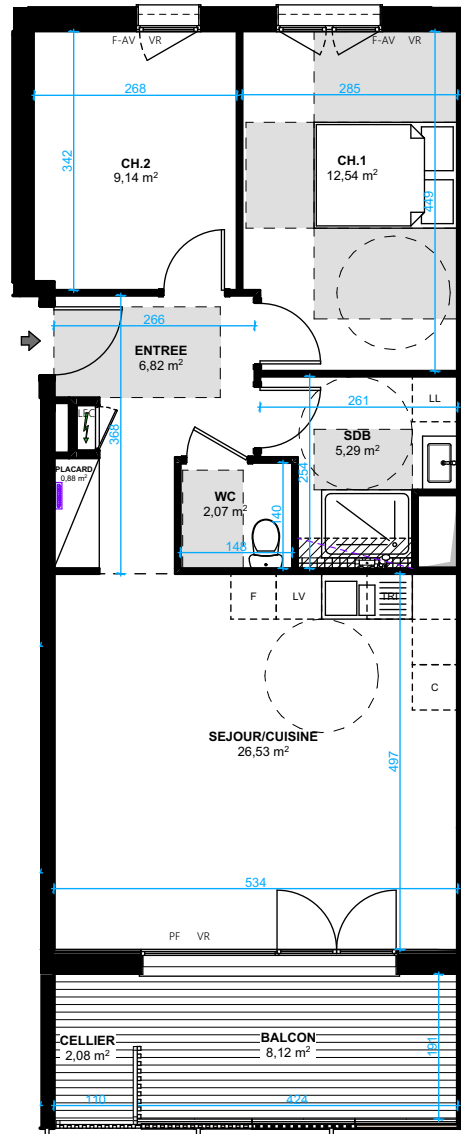 F-AV VR
F-AV VR
268
285
342
CH.2
9,14 m²
CH.1
12,54 m²
449
266
ENTREE
6,82 m²
368
LEC
261
LL
SDB
5,29 m²
254
PLACARD
0,88 m²
WC
2,07 m²
140
148
F
LV
TRI
C
SEJOUR/CUISINE
26,53 m²
497
534
PF VR
CELLIER
2,08 m²
BALCON
8,12 m²
191
110
424